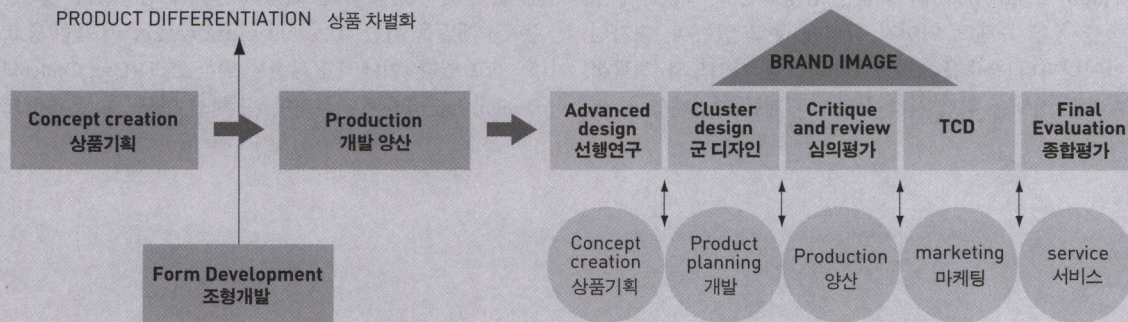 PRODUCT DIFFERENTIATION 상품 차별화
Concept creation
상품기획
Production
개발 양산
Form Development
조형개발
BRAND IMAGE
Advanced
design
선행연구
Cluster
design
군 디자인
Critique
and review
심의평가
TCD
Final
Evaluation
종합평가
Concept
creation
상품기획
Product
planning
개발
Production
양산
marketing
마케팅
service
서비스